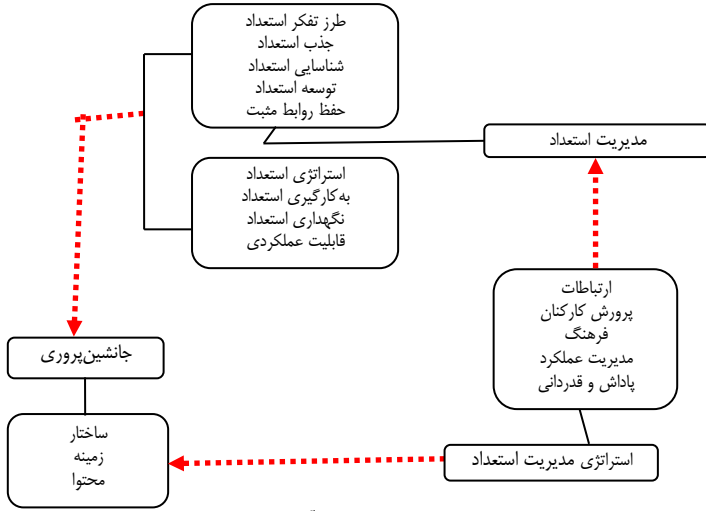 طرز تفکر استعداد
جذب استعداد
شناسایی استعداد
توسعه استعداد
حفظ روابط مثبت
مدیریت استعداد
استراتژی استعداد
به‌کارگیری استعداد
نگهداری استعداد
قابلیت عملکردی
ارتباطات
پرورش کارکنان
فرهنگ
مدیریت عملکرد
پاداش و قدردانی
جانشین‌پروری
ساختار
زمینه
محتوا
استراتژی مدیریت استعداد